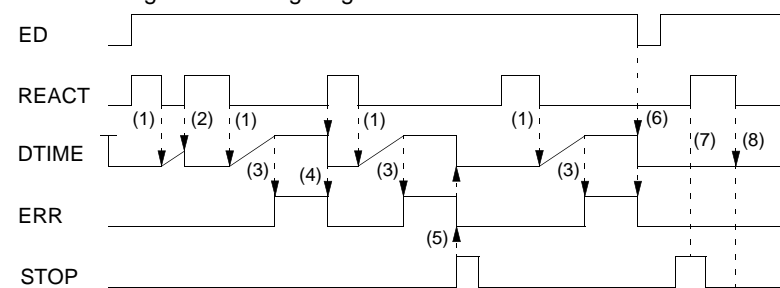 ED
REACT
(1) (2) (1) (1) (1) (6)
DTIME
(7) (8)
(3) (4) (3) (3)
ERR
(5)
STOP